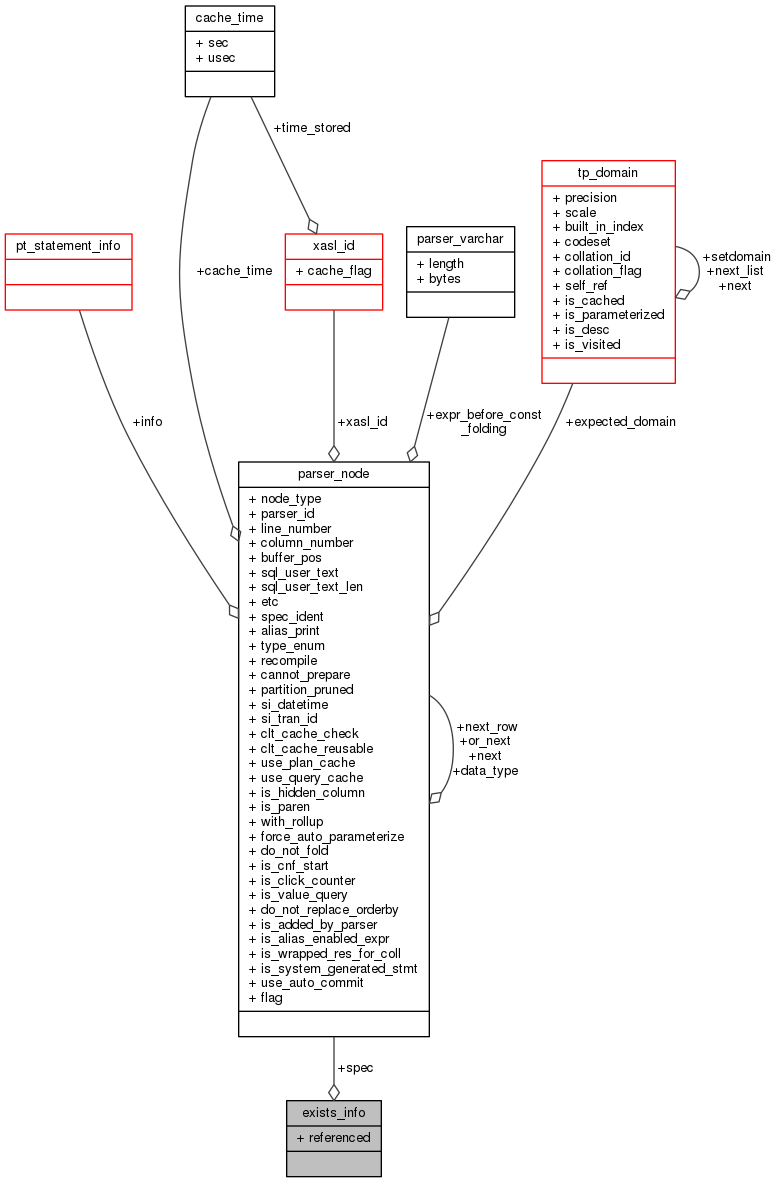 cache_time
+ sec
+ usec
+time_stored
tp_domain
+ precision
+ scale
+ built_in_index
+ codeset
+ collation_id
+ collation_flag
+ self_ref
+ is_cached
+ is_parameterized
+ is_desc
+ is_visited
pt_statement_info
xasl_id
+ cache_flag
parser_varchar
+ length
+ bytes
+setdomain
+next_list
+next
+cache_time
+info
+xasl_id
+expr_before_const
_folding
+expected_domain
parser_node
+ node_type
+ parser_id
+ line_number
+ column_number
+ buffer_pos
+ sql_user_text
+ sql_user_text_len
+ etc
+ spec_ident
+ alias_print
+ type_enum
+ recompile
+ cannot_prepare
+ partition_pruned
+ si_datetime
+ si_tran_id
+ clt_cache_check
+ clt_cache_reusable
+ use_plan_cache
+ use_query_cache
+ is_hidden_column
+ is_paren
+ with_rollup
+ force_auto_parameterize
+ do_not_fold
+ is_cnf_start
+ is_click_counter
+ is_value_query
+ do_not_replace_orderby
+ is_added_by_parser
+ is_alias_enabled_expr
+ is_wrapped_res_for_coll
+ is_system_generated_stmt
+ use_auto_commit
+ flag
+next_row
+or_next
+next
+data_type
+spec
exists_info
+ referenced